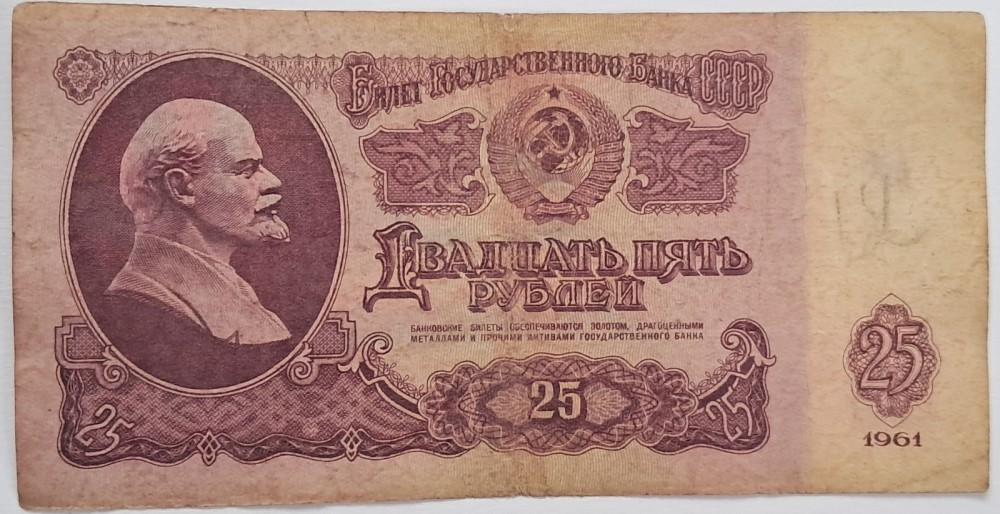 Билет Государственного Банка СССР
Двадцать пять
рублей
БАНКОВСКИЕ БИЛЕТЫ ОБЕСПЕЧИВАЮТСЯ ЗОЛОТОМ, ДРАГОЦЕННЫМИ
МЕТАЛЛАМИ И ПРОЧИМИ АКТИВАМИ ГОСУДАРСТВЕННОГО БАНКА
25
25
25
25
1961